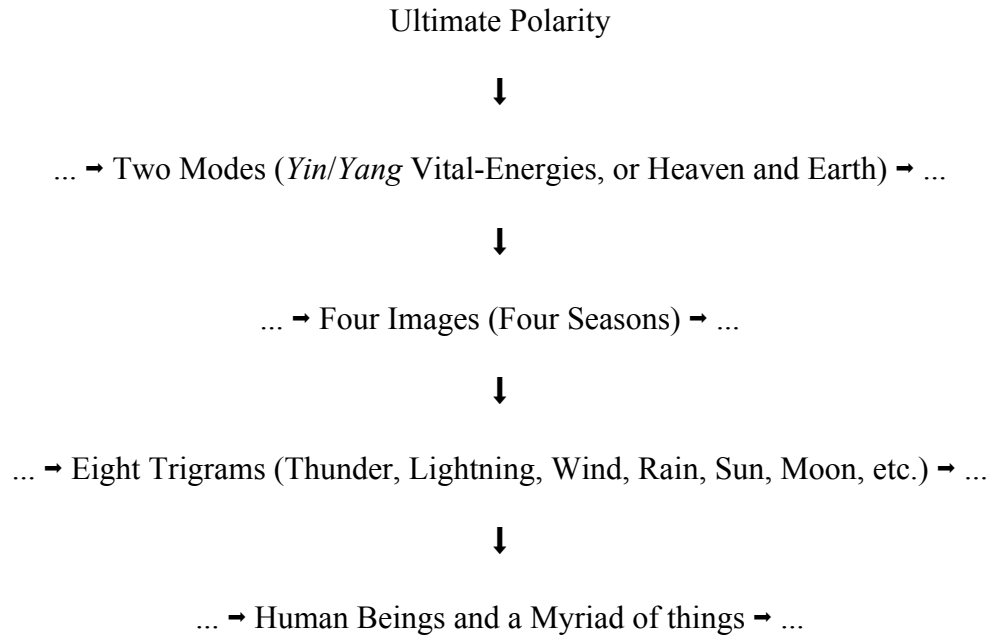 Ultimate Polarity
⬇
... ➞ Two Modes (Yin/Yang Vital-Energies, or Heaven and Earth) ➞ ...
⬇
... ➞ Four Images (Four Seasons) ➞ ...
⬇
... ➞ Eight Trigrams (Thunder, Lightning, Wind, Rain, Sun, Moon, etc.) ➞ ...
⬇
... ➞ Human Beings and a Myriad of things ➞ ...